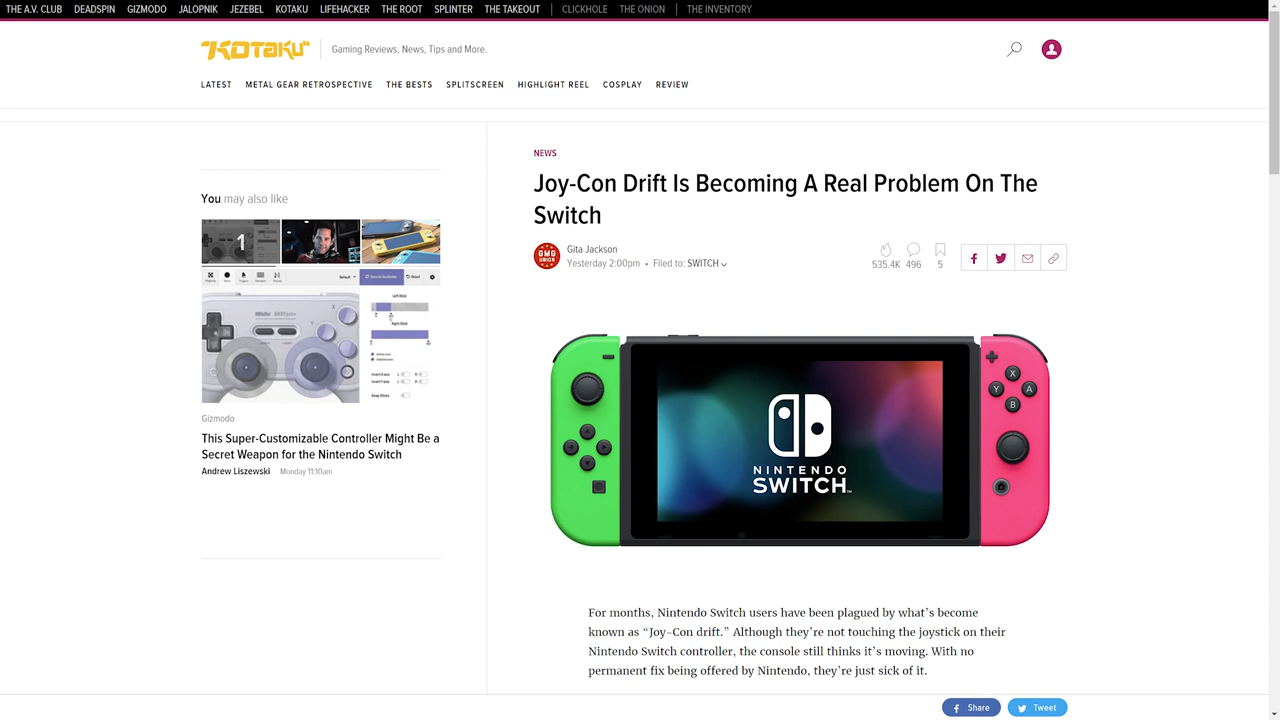 THE A.V. CLUB DEADSPIN GIZMODO JALOPNIK JEZEBEL KOTAKU LIFEHACKER THE ROOT SPLINTER THE TAKEOUT CLICKHOLE THE ONION THE INVENTORY
KOTAKU
Gaming Reviews, News, Tips and More.
LATEST METAL GEAR RETROSPECTIVE THE BESTS SPLITSCREEN HIGHLIGHT REEL COSPLAY REVIEW
You may also like
1
Gizmodo
This Super-Customizable Controller Might Be a
Secret Weapon for the Nintendo Switch
Andrew Liszewski Monday 11:10am
NEWS
Joy-Con Drift Is Becoming A Real Problem On The
Switch
GMG
UNION
Gita Jackson
Yesterday 2:00pm • Filed to: SWITCH
535.4K 496 5
X
Y A
B
NINTENDO
SWITCH™
For months, Nintendo Switch users have been plagued by what's become
known as “Joy-Con drift.” Although they're not touching the joystick on their
Nintendo Switch controller, the console still thinks it's moving. With no
permanent fix being offered by Nintendo, they're just sick of it.
Share Tweet